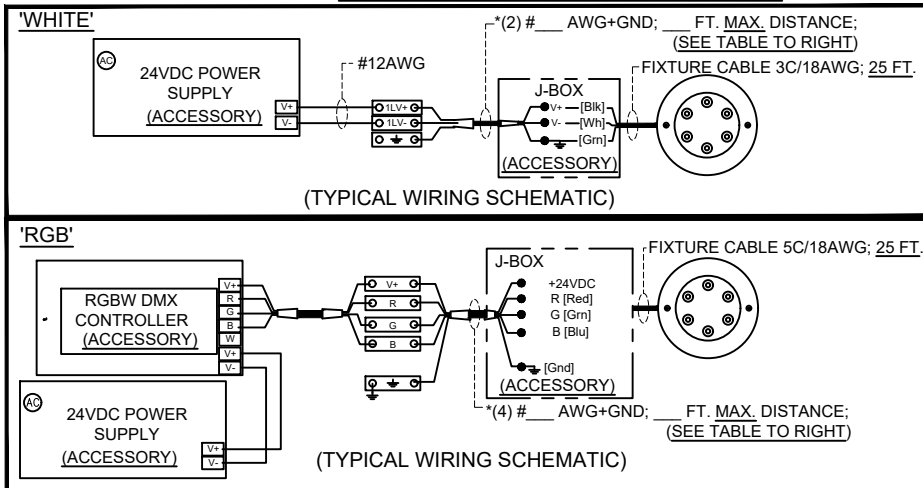 'WHITE'
AC
24VDC POWER
SUPPLY
(ACCESSORY)
V+
V-
#12AWG
1LV+
1LV-
*(2) #___ AWG+GND; ___ FT. MAX. DISTANCE;
(SEE TABLE TO RIGHT)
FIXTURE CABLE 3C/18AWG; 25 FT.
J-BOX
V+ [Blk]
V- [Wh]
[Grn]
(ACCESSORY)
(TYPICAL WIRING SCHEMATIC)
'RGB'
RGBW DMX
CONTROLLER
(ACCESSORY)
V+
R
G
B
W
V+
V-
V+
R
G
B
J-BOX
+24VDC
R [Red]
G [Grn]
B [Blu]
[Gnd]
(ACCESSORY)
FIXTURE CABLE 5C/18AWG; 25 FT.
*(4) #___ AWG+GND; ___ FT. MAX. DISTANCE;
(SEE TABLE TO RIGHT)
AC
24VDC POWER
SUPPLY
(ACCESSORY)
V+
V-
(TYPICAL WIRING SCHEMATIC)